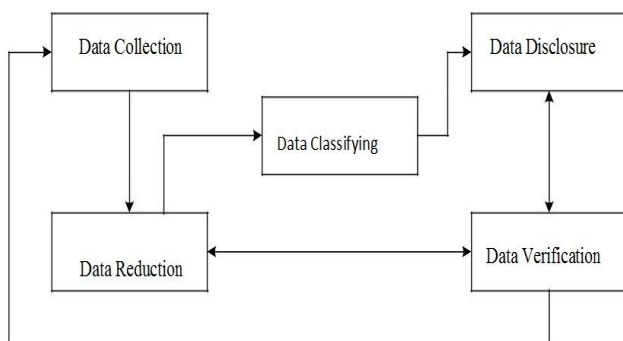 Data Collection
Data Disclosure
Data Classifying
Data Reduction
Data Verification